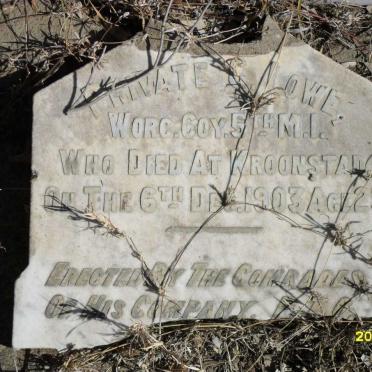 PRIVATE OWE
WORC. COY. 5TH M.I.
WHO DIED AT KROONSTAD
ON THE 6TH DEC. 1903 AGE 2
ERECTED BY THE COMRADES
OF HIS COMPANY
20